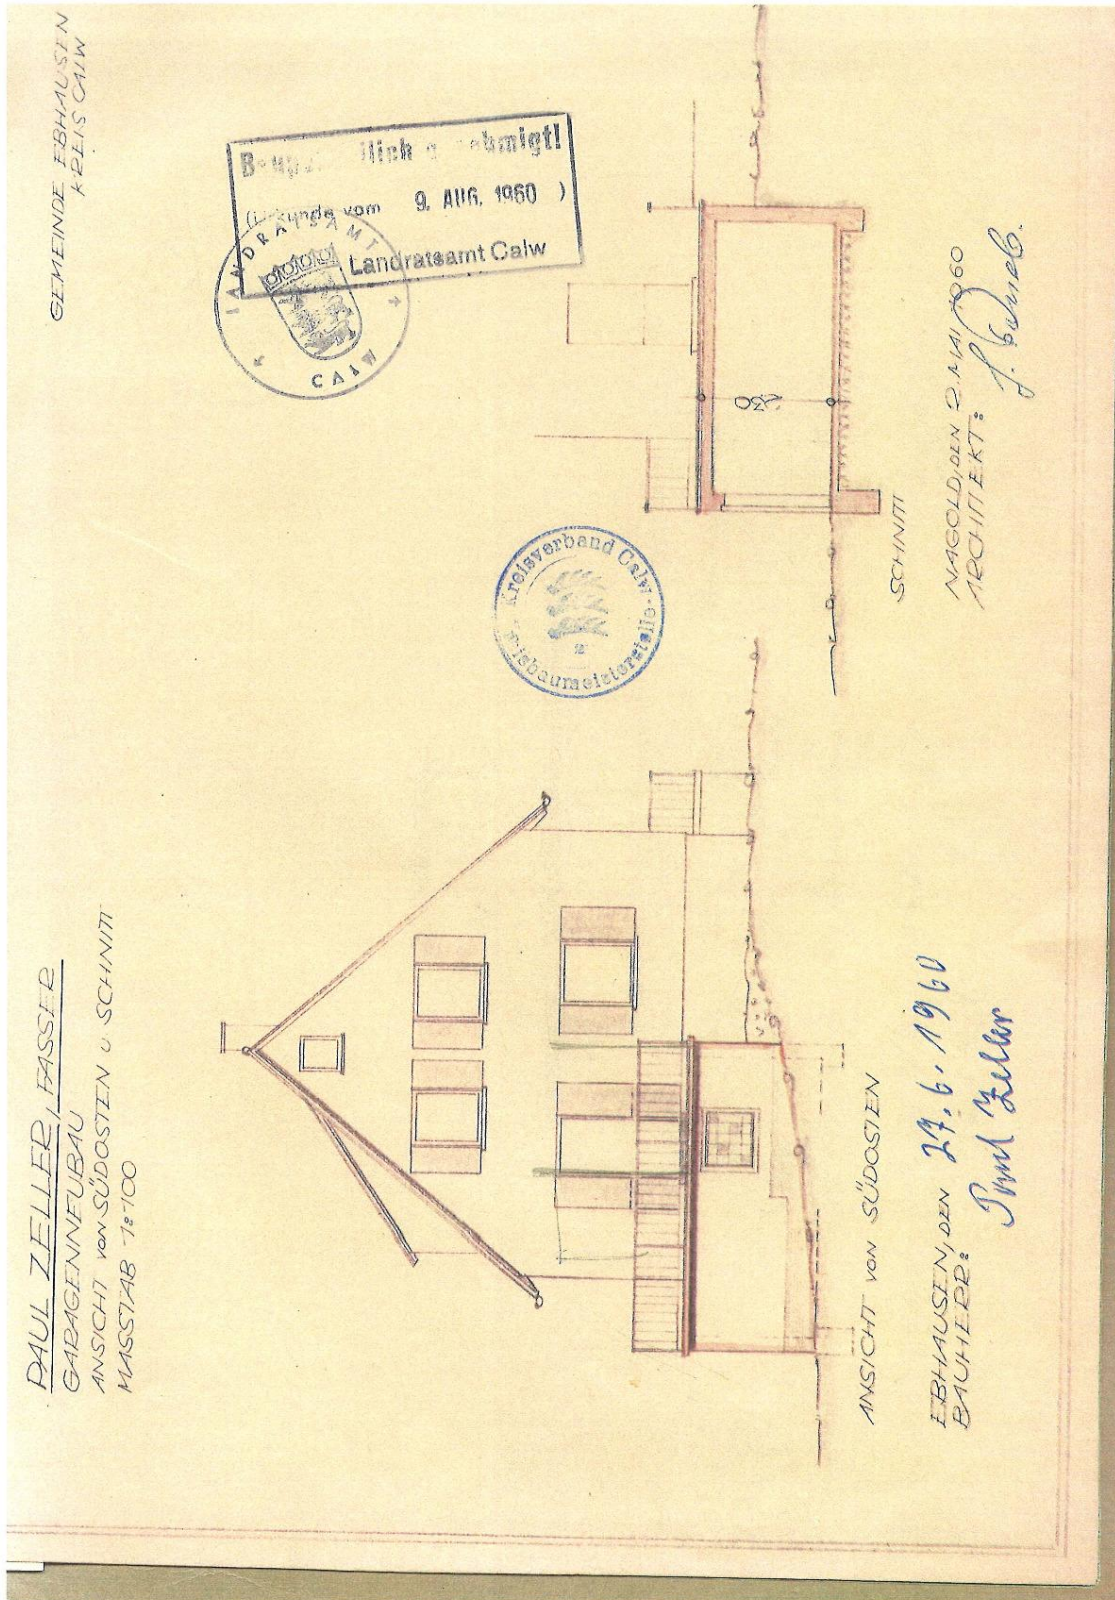 GEMEINDE EBHAUSEN
KREIS CALW
PAUL ZELLER, FASSER
GARAGENNEUBAU
ANSICHT VON SÜDOSTEN U SCHNITT
MASSTAB 1:100
9. AUG. 1960 )
vom
Landratsamt Calw
LANDRATSAMT
CALW
Kreisverband Calw
230
SCHNITT
ANSICHT VON SÜDOSTEN
NAGOLD, DEN 2. MAI 1960
ARCHITEKT:
EBHAUSEN, DEN 27.6.1960
BAUHERR: Paul Zeller